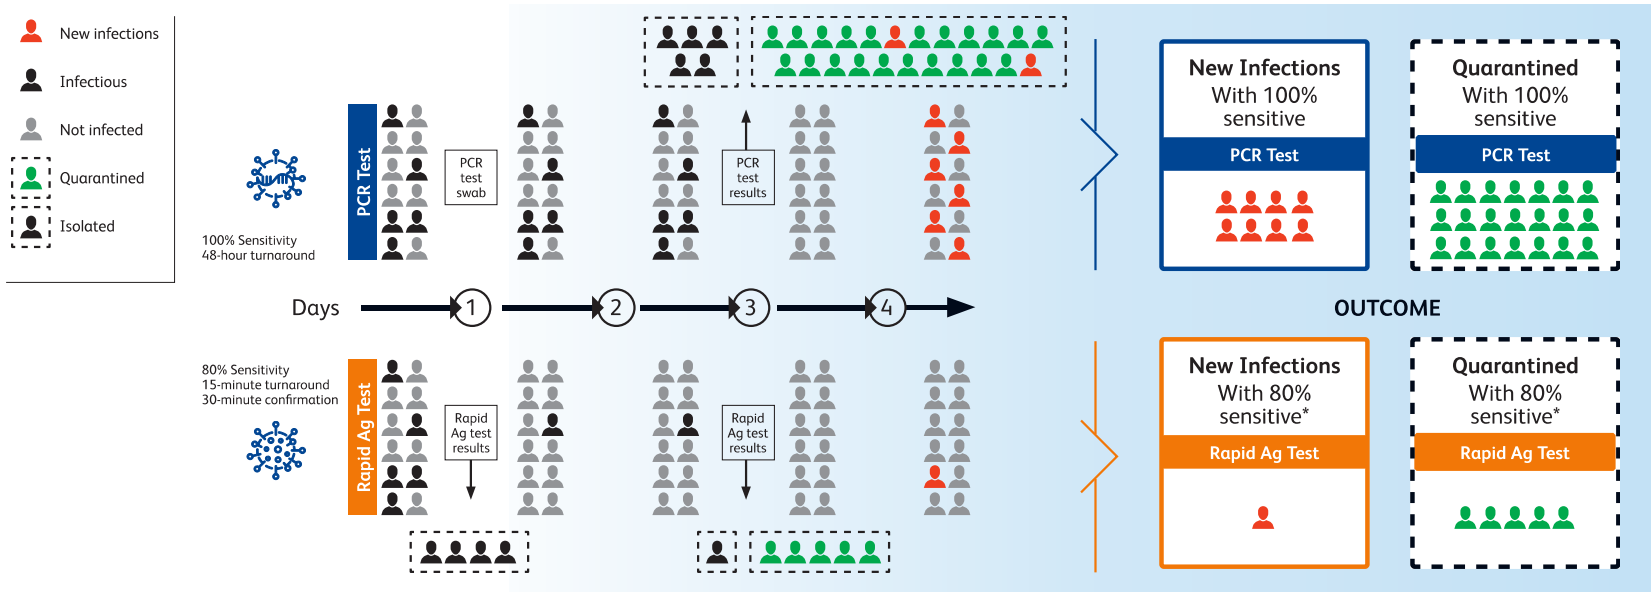 New infections
Infectious
Not infected
Quarantined
Isolated
100% Sensitivity
48-hour turnaround
PCR Test
PCR
test
swab
PCR
test
results
New Infections
With 100%
sensitive
PCR Test
Quarantined
With 100%
sensitive
PCR Test
Days
1
2
3
4
OUTCOME
80% Sensitivity
15-minute turnaround
30-minute confirmation
Rapid Ag Test
Rapid
Ag test
results
Rapid
Ag test
results
New Infections
With 80%
sensitive*
Rapid Ag Test
Quarantined
With 80%
sensitive*
Rapid Ag Test